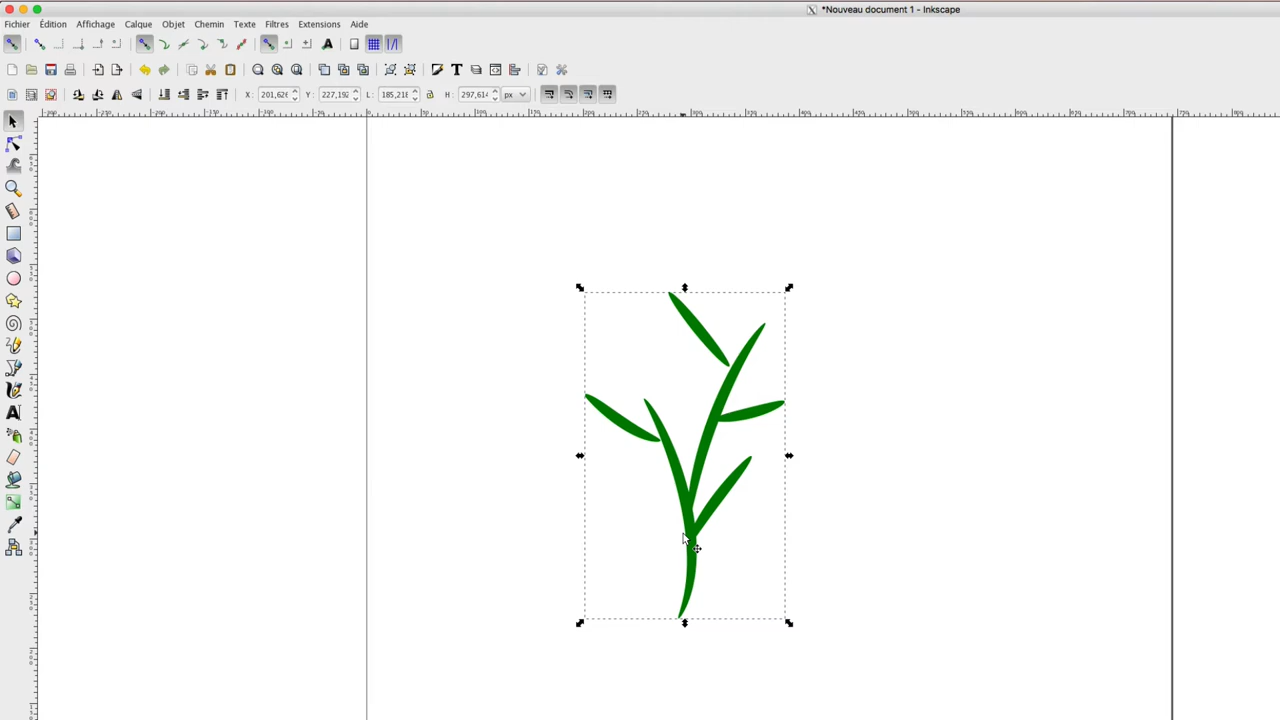 *Nouveau document 1 - Inkscape
Fichier Édition Affichage Calque Objet Chemin Texte Filtres Extensions Aide
X: 201,626 Y: 227,192 L: 185,218 H: 297,614 px